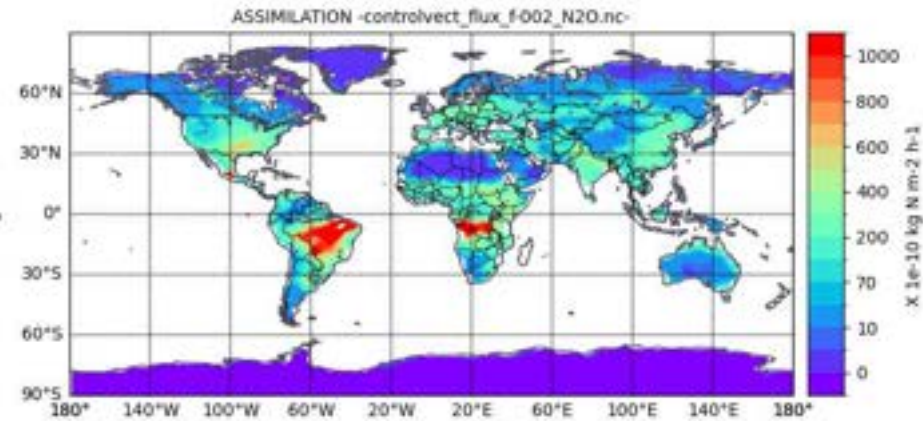 ASSIMILATION -controlvect_flux_f-002_N2O.nc-
60°N
30°N
0°
30°S
60°S
90°S
180° 140°W 100°W 60°W 20°W 20°E 60°E 100°E 140°E 180°
1000
800
600
400
200
70
10
0
X 1e-10 kg N m-2 h-1